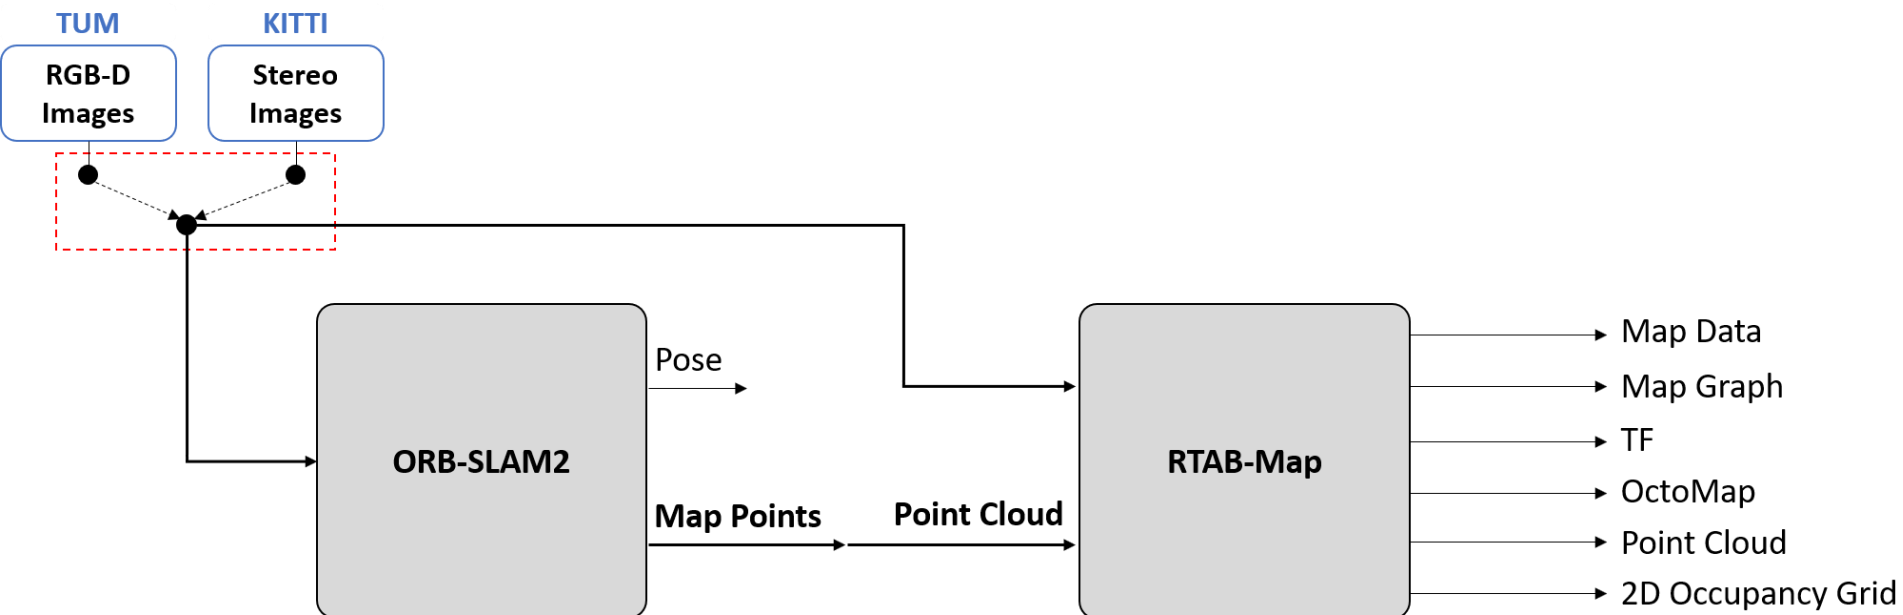 TUM
KITTI
RGB-D
Images
Stereo
Images
ORB-SLAM2
Pose
Map Points
Point Cloud
RTAB-Map
Map Data
Map Graph
TF
OctoMap
Point Cloud
2D Occupancy Grid